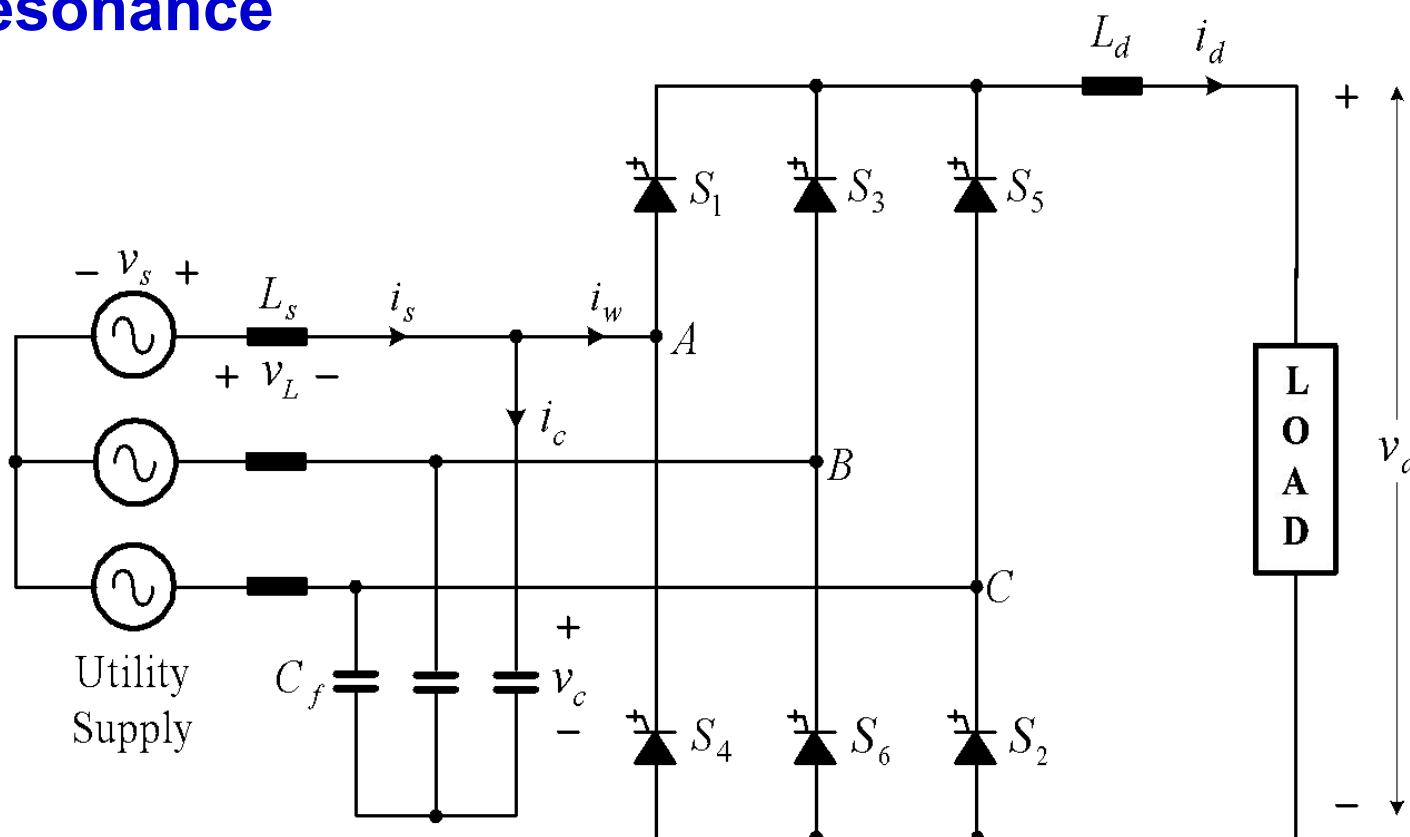 esonance
L_d
i_d
+
S_1
S_3
S_5
− v_s +
L_s
i_s
i_w
A
+ v_L −
i_c
L
O
A
D
B
v_d
C
+
Utility
Supply
C_f
v_c
−
S_4
S_6
S_2
−